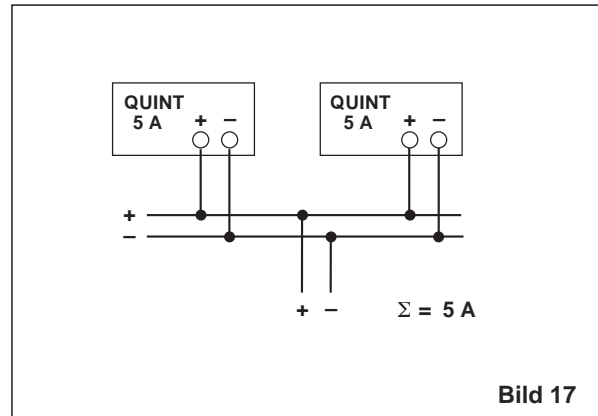 QUINT
5 A
+ −
QUINT
5 A
+ −
+
−
+ − Σ = 5 A
Bild 17